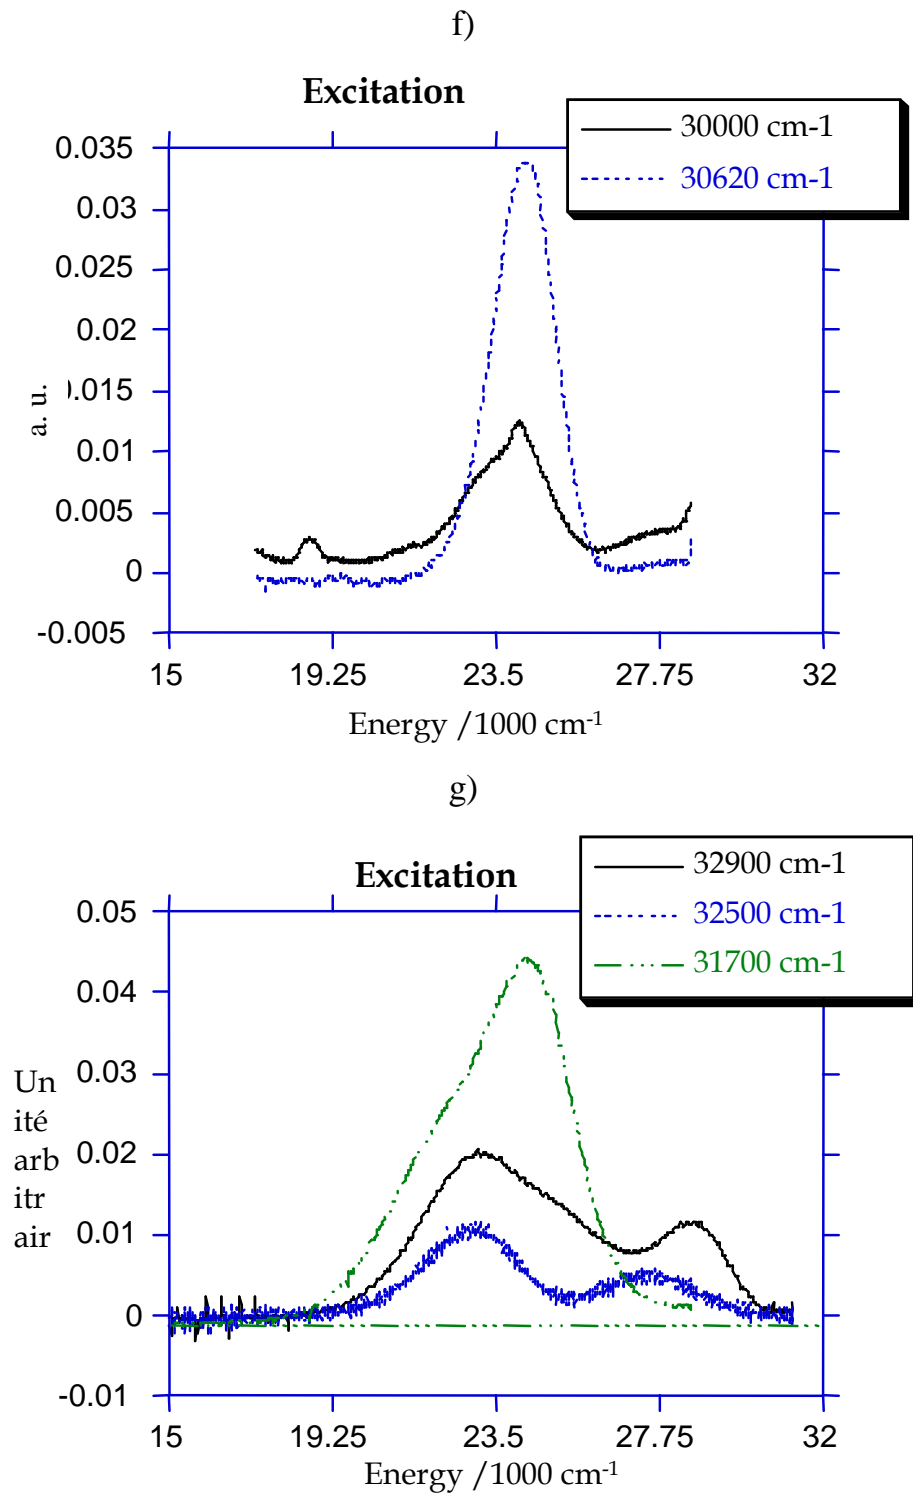 f)
Excitation
30000 cm-1
30620 cm-1
0.035
0.03
0.025
0.02
).015
0.01
0.005
0
-0.005
a. u.
15 19.25 23.5 27.75 32
Energy /1000 cm-1
g)
Excitation
32900 cm-1
32500 cm-1
31700 cm-1
0.05
0.04
0.03
0.02
0.01
0
-0.01
Un
ité
arb
itr
air
15 19.25 23.5 27.75 32
Energy /1000 cm-1